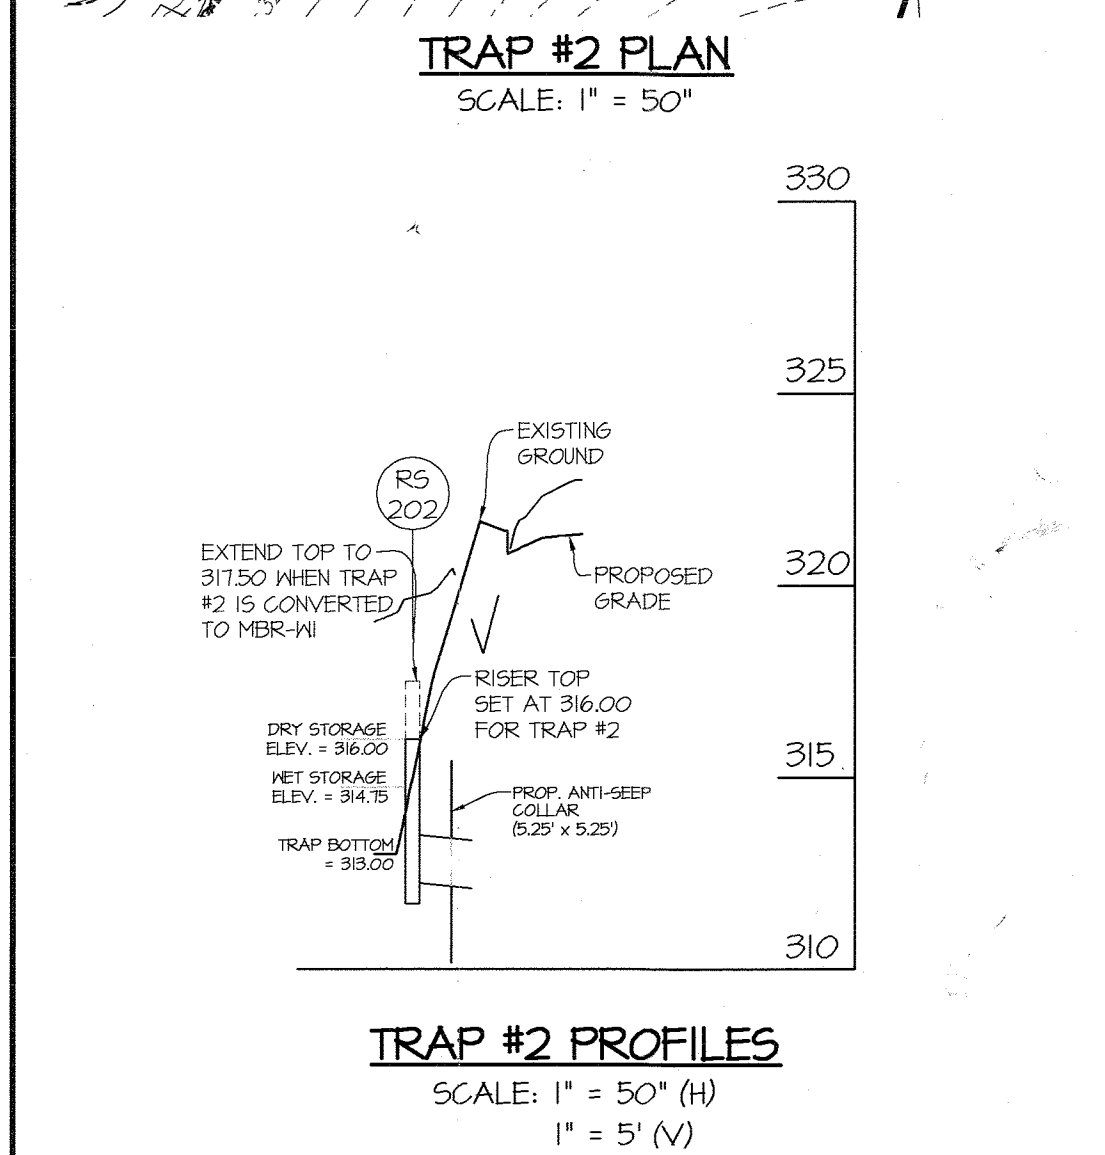 TRAP #2 PLAN
SCALE: 1" = 50"
330
325
EXISTING
GROUND
RS
202
EXTEND TOP TO
317.50 WHEN TRAP
#2 IS CONVERTED
TO MBR-W1
320
PROPOSED
GRADE
RISER TOP
SET AT 316.00
FOR TRAP #2
DRY STORAGE
ELEV. = 316.00
315
WET STORAGE
ELEV. = 314.75
PROP. ANTI-SEEP
COLLAR
(5.25' x 5.25')
TRAP BOTTOM
= 313.00
310
TRAP #2 PROFILES
SCALE: 1" = 50" (H)
1" = 5' (V)